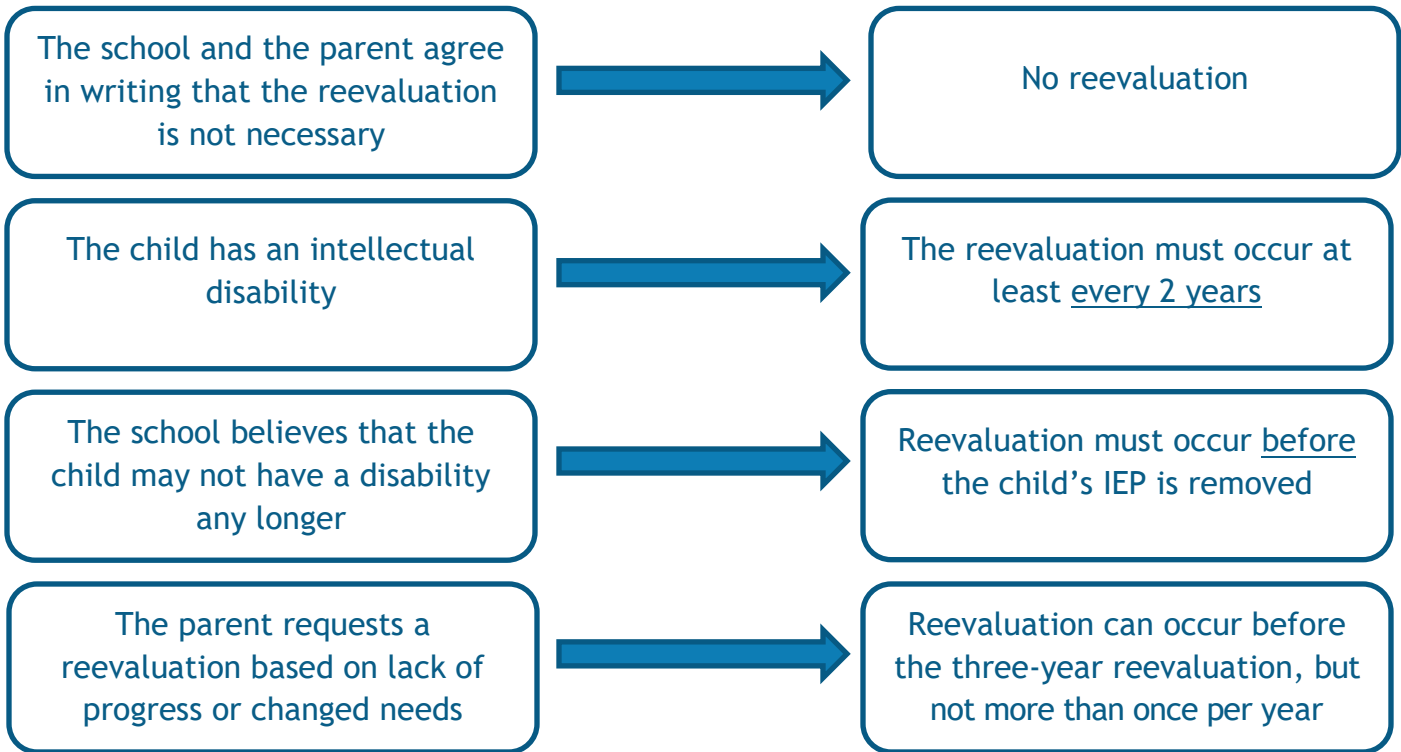 The school and the parent agree
in writing that the reevaluation
is not necessary
No reevaluation
The child has an intellectual
disability
The reevaluation must occur at
least every 2 years
The school believes that the
child may not have a disability
any longer
Reevaluation must occur before
the child’s IEP is removed
The parent requests a
reevaluation based on lack of
progress or changed needs
Reevaluation can occur before
the three-year reevaluation, but
not more than once per year